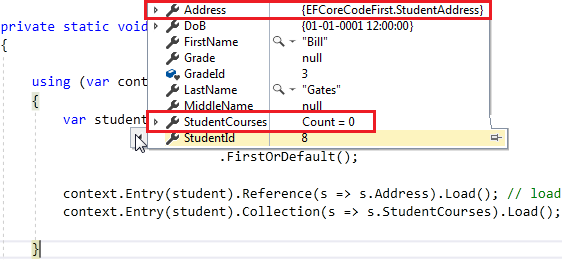 private static void
{
Address {EFCoreCodeFirst.StudentAddress}
DoB {01-01-0001 12:00:00}
FirstName "Bill"
Grade null
GradeId 3
LastName "Gates"
MiddleName null
StudentCourses Count = 0
StudentId 8
using (var cont
{
var student
.FirstOrDefault();
context.Entry(student).Reference(s => s.Address).Load(); // load
context.Entry(student).Collection(s => s.StudentCourses).Load();
}